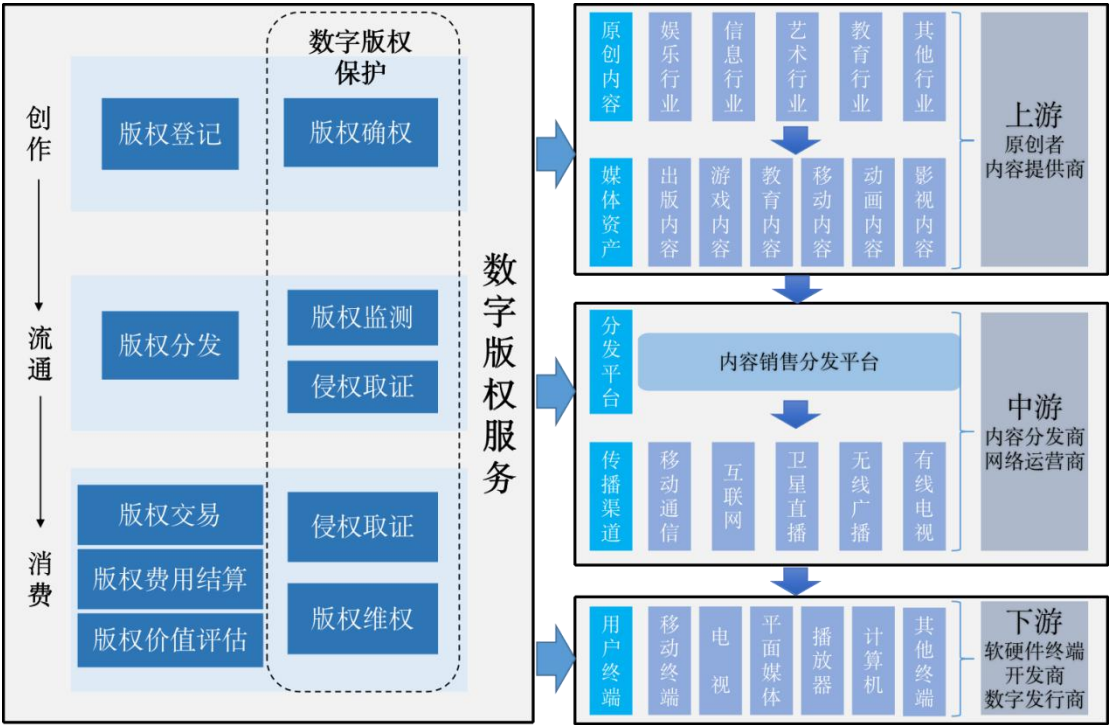 数字版权
保护
创作
版权登记
版权确权
流通
版权分发
版权监测
侵权取证
消费
版权交易
版权费用结算
版权价值评估
侵权取证
版权维权
数字版权服务
原创内容
娱乐行业
信息行业
艺术行业
教育行业
其他行业
媒体资产
出版内容
游戏内容
教育内容
移动内容
动画内容
影视内容
上游
原创者
内容提供商
分发平台
内容销售分发平台
传播渠道
移动通信
互联网
卫星直播
无线广播
有线电视
中游
内容分发商
网络运营商
用户终端
移动终端
电视
平面媒体
播放器
计算机
其他终端
下游
软硬件终端
开发商
数字发行商